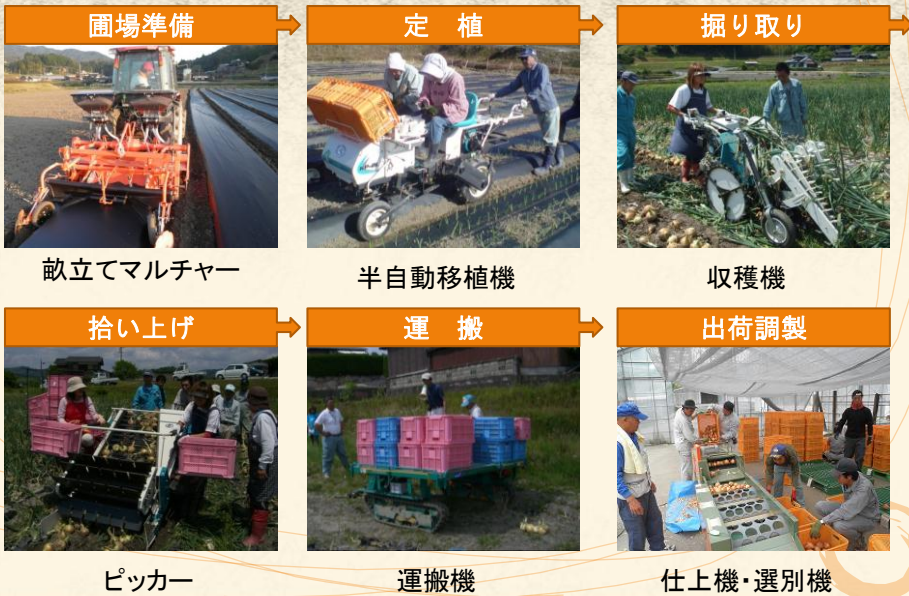 圃場準備
定 植
掘り取り
畝立てマルチャー
半自動移植機
収穫機
拾い上げ
運 搬
出荷調製
ピッカー
運搬機
仕上機・選別機